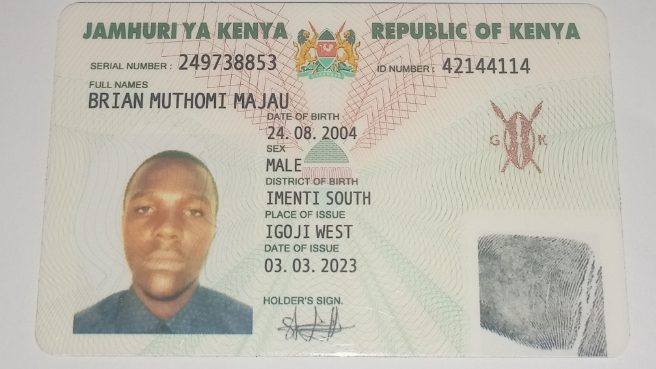 JAMHURI YA KENYA REPUBLIC OF KENYA
SERIAL NUMBER : 249738853 ID NUMBER : 42144114
FULL NAMES
BRIAN MUTHOMI MAJAU
DATE OF BIRTH
24. 08. 2004
SEX
MALE
G K
DISTRICT OF BIRTH
IMENTI SOUTH
PLACE OF ISSUE
IGOJI WEST
DATE OF ISSUE
03. 03. 2023
HOLDER'S SIGN.